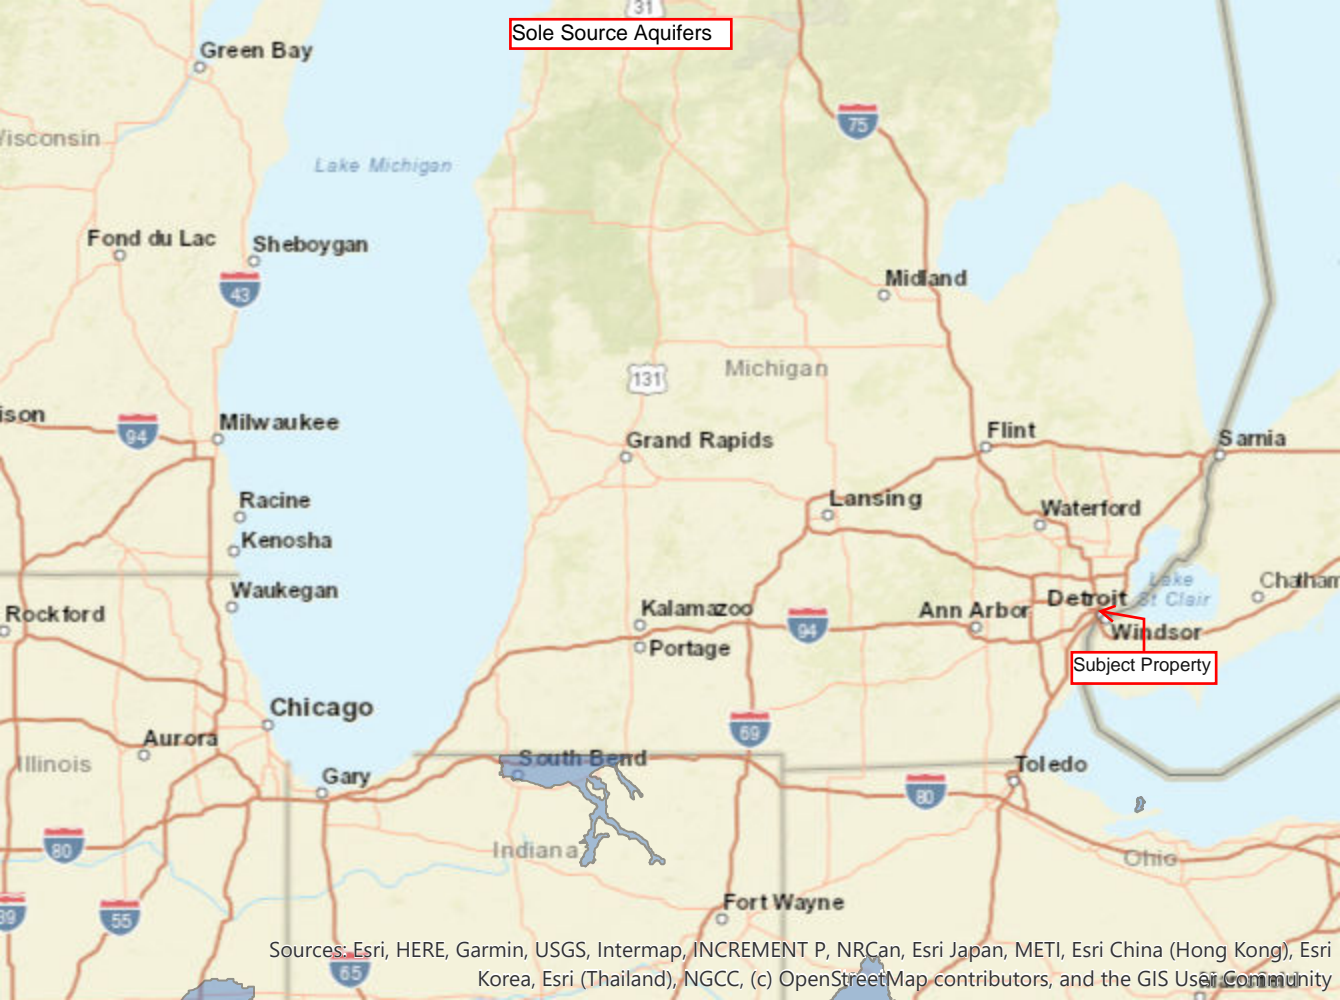 31
Sole Source Aquifers
Green Bay
75
Lake Michigan
Fond du Lac
Sheboygan
43
Midland
Michigan
131
ison
94
Milwaukee
Grand Rapids
Flint
Sarnia
Racine
Lansing
Waterford
Kenosha
Waukegan
Lake
St Clair
Chatham
Rockford
Kalamazoo
94
Ann Arbor
Detroit
Windsor
Portage
Subject Property
Chicago
69
Aurora
Illinois
Gary
South Bend
Toledo
80
80
Indiana
Ohio
Fort Wayne
39
55
65
Sources: Esri, HERE, Garmin, USGS, Intermap, INCREMENT P, NRCan, Esri Japan, METI, Esri China (Hong Kong), Esri
Korea, Esri (Thailand), NGCC, (c) OpenStreetMap contributors, and the GIS User Community